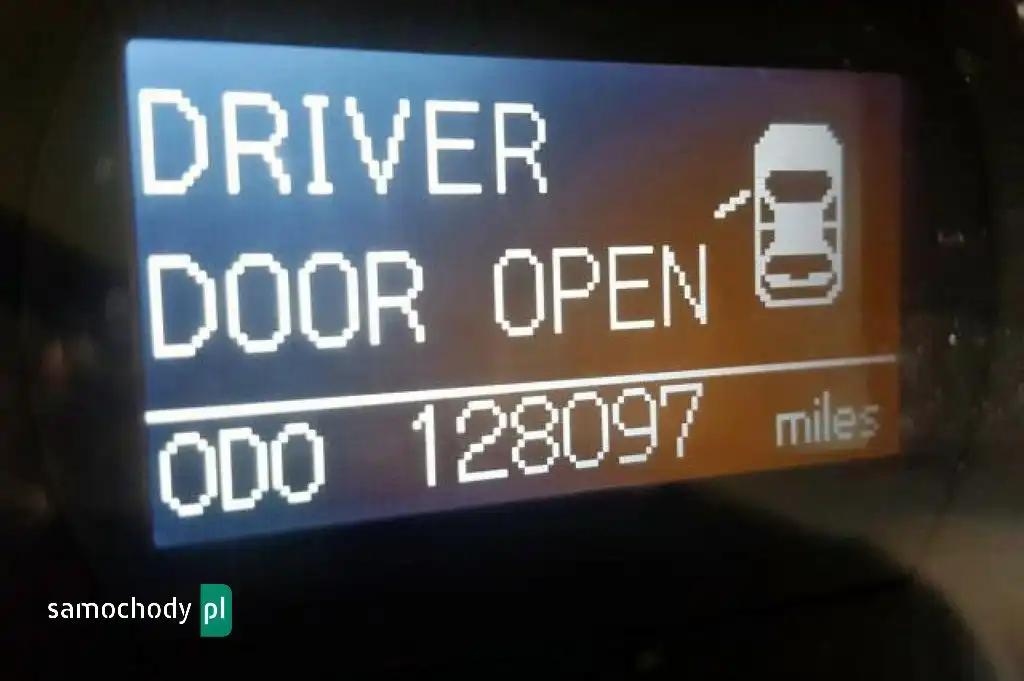 DRIVER
DOOR OPEN
ODO 128097 miles
samochody pl